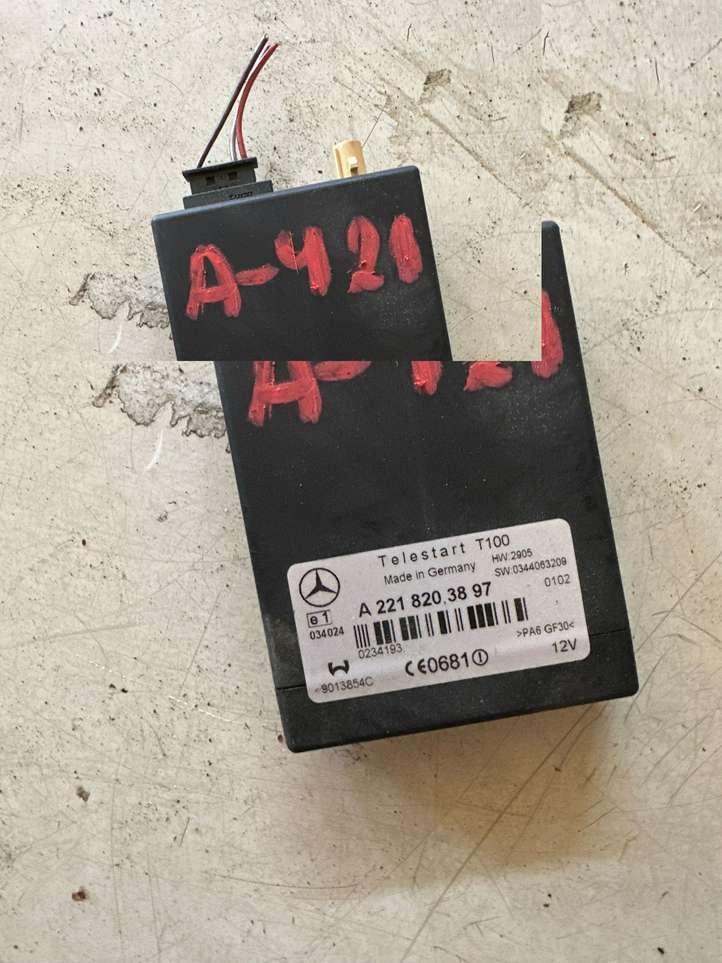 A-421
A-421
Telestart T100
Made in Germany
HW:2905
SW:0344063209
A 221 820.38 97
0102
e1
034024
0234193
>PA6 GF30<
CE0681
12V
9013854C